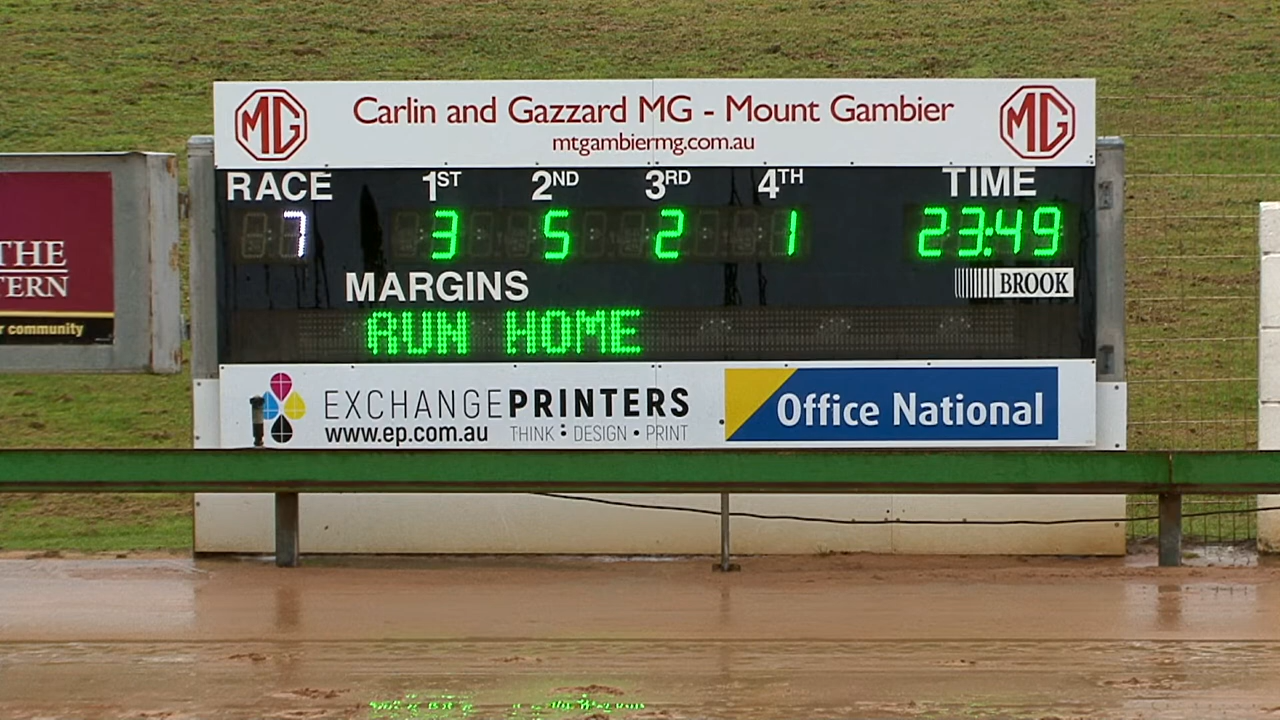 MG Carlin and Gazzard MG - Mount Gambier MG
mtgambiermg.com.au
RACE 1ST 2ND 3RD 4TH TIME
7 3 5 2 1 23:49
MARGINS BROOK
RUN HOME
THE
ERN
community
EXCHANGEPRINTERS
www.ep.com.au THINK : DESIGN • PRINT
Office National